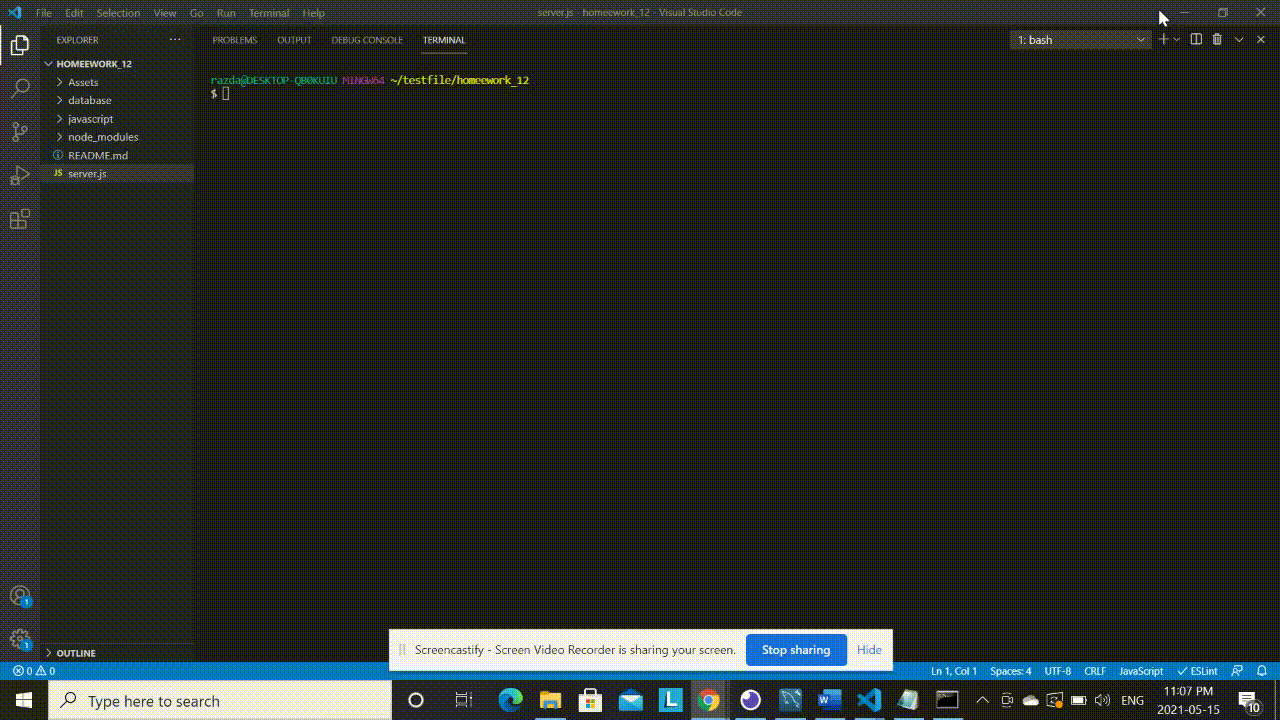 File Edit Selection View Go Run Terminal Help
server.js - homeework_12 - Visual Studio Code
EXPLORER
PROBLEMS OUTPUT DEBUG CONSOLE TERMINAL
1: bash
HOMEEWORK_12
Assets
database
javascript
node_modules
README.md
JS server.js
razda@DESKTOP-QB0KUIU MINGW64 ~/testfile/homeework_12
$
1
1
OUTLINE
Screencastify - Screen Video Recorder is sharing your screen. Stop sharing Hide
0 0
Ln 1, Col 1 Spaces: 4 UTF-8 CRLF JavaScript ESLint
Type here to search
L
W
ENG
11:07 PM
2021-05-15
10